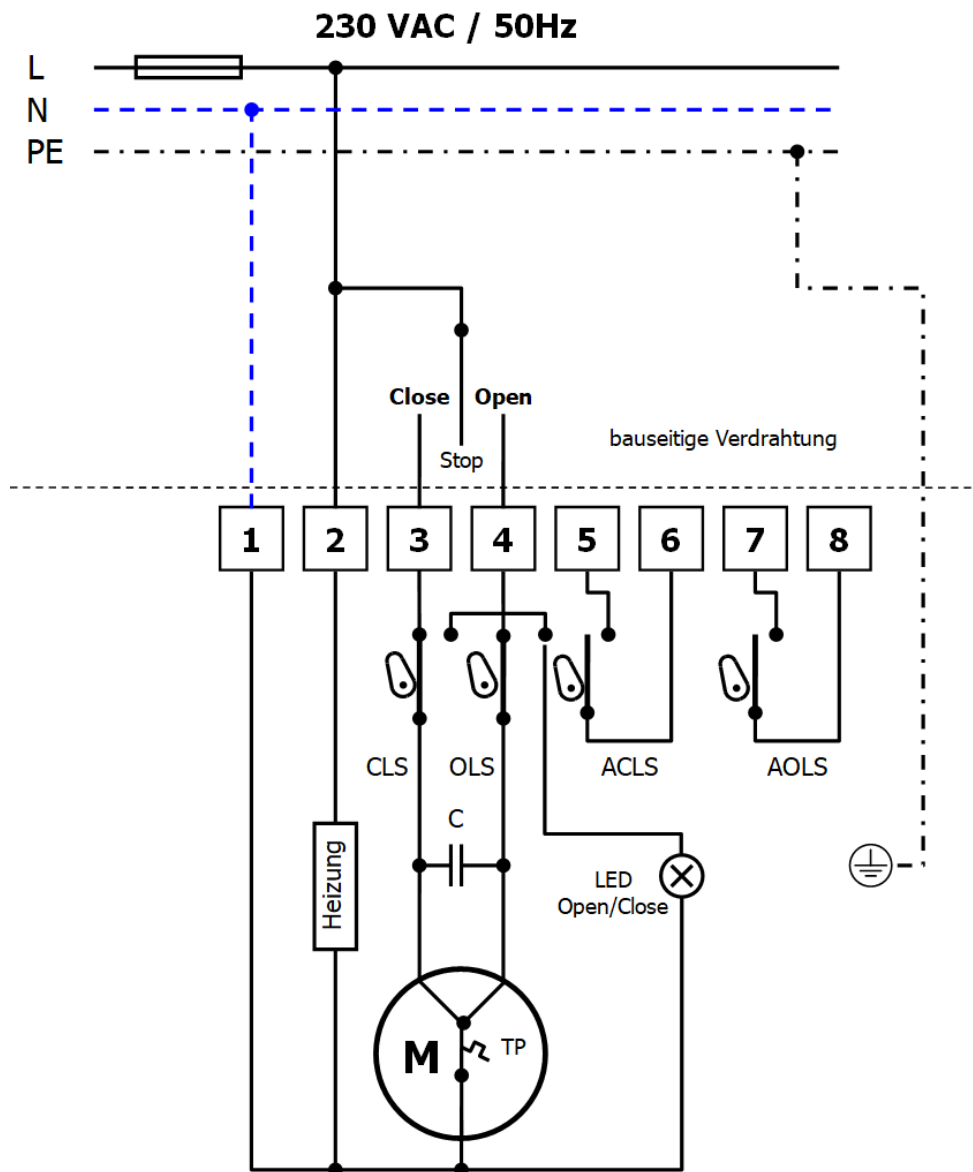 230 VAC / 50Hz
L
N
PE
Close Open
Stop
bauseitige Verdrahtung
1 2 3 4 5 6 7 8
CLS OLS ACLS AOLS
C
Heizung
LED
Open/Close
M TP